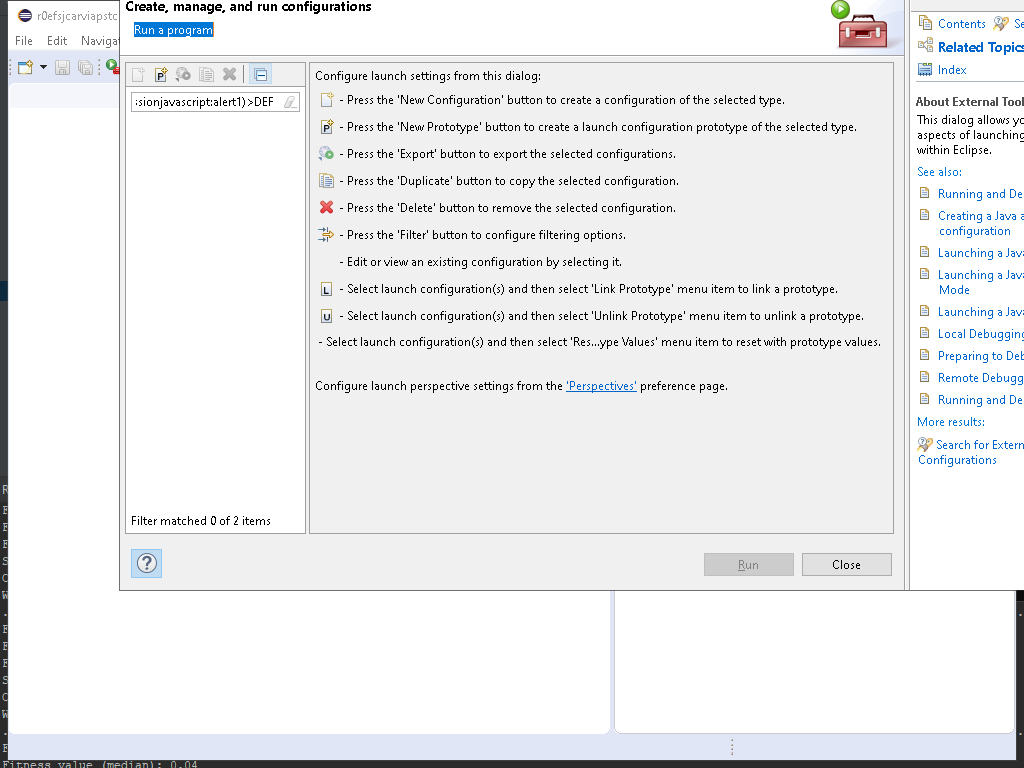 Create, manage, and run configurations
Run a program
r0efsjcarviapstc
File Edit Naviga
:sionjavascript:alert1)>DEF
Configure launch settings from this dialog:
- Press the 'New Configuration' button to create a configuration of the selected type.
- Press the 'New Prototype' button to create a launch configuration prototype of the selected type.
- Press the 'Export' button to export the selected configurations.
- Press the 'Duplicate' button to copy the selected configuration.
- Press the 'Delete' button to remove the selected configuration.
- Press the 'Filter' button to configure filtering options.
- Edit or view an existing configuration by selecting it.
- Select launch configuration(s) and then select 'Link Prototype' menu item to link a prototype.
- Select launch configuration(s) and then select 'Unlink Prototype' menu item to unlink a prototype.
- Select launch configuration(s) and then select 'Res...ype Values' menu item to reset with prototype values.
Configure launch perspective settings from the 'Perspectives' preference page.
Filter matched 0 of 2 items
Run
Close
Contents Se
Related Topics
Index
About External Tool
This dialog allows yo
aspects of launching
within Eclipse.
See also:
Running and De
Creating a Java a
configuration
Launching a Java
Launching a Java
Mode
Launching a Java
Local Debugging
Preparing to Deb
Remote Debugg
Running and De
More results:
Search for Extern
Configurations
Fitness value (median): 0.04